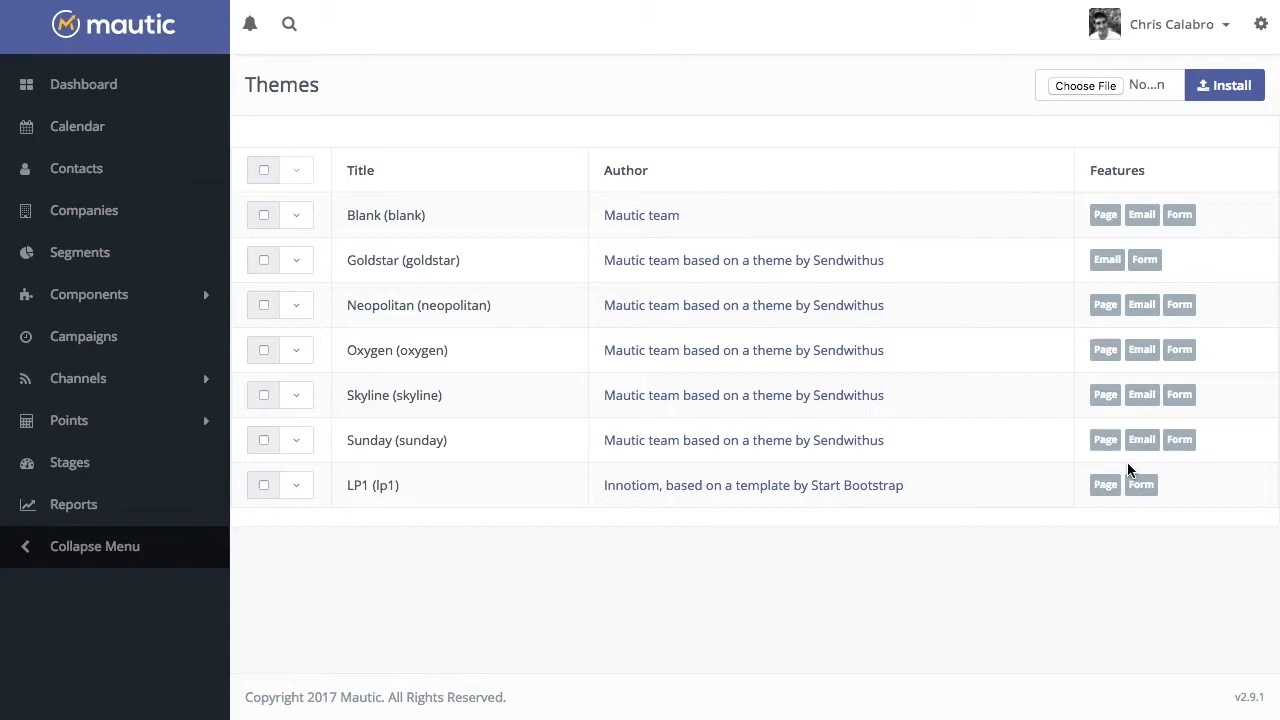 mautic
Chris Calabro
Dashboard
Calendar
Contacts
Companies
Segments
Components
Campaigns
Channels
Points
Stages
Reports
Collapse Menu
Themes
Choose File No...n Install
Title Author Features
Blank (blank) Mautic team Page Email Form
Goldstar (goldstar) Mautic team based on a theme by Sendwithus Email Form
Neopolitan (neopolitan) Mautic team based on a theme by Sendwithus Page Email Form
Oxygen (oxygen) Mautic team based on a theme by Sendwithus Page Email Form
Skyline (skyline) Mautic team based on a theme by Sendwithus Page Email Form
Sunday (sunday) Mautic team based on a theme by Sendwithus Page Email Form
LP1 (lp1) Innotiom, based on a template by Start Bootstrap Page Form
Copyright 2017 Mautic. All Rights Reserved. v2.9.1